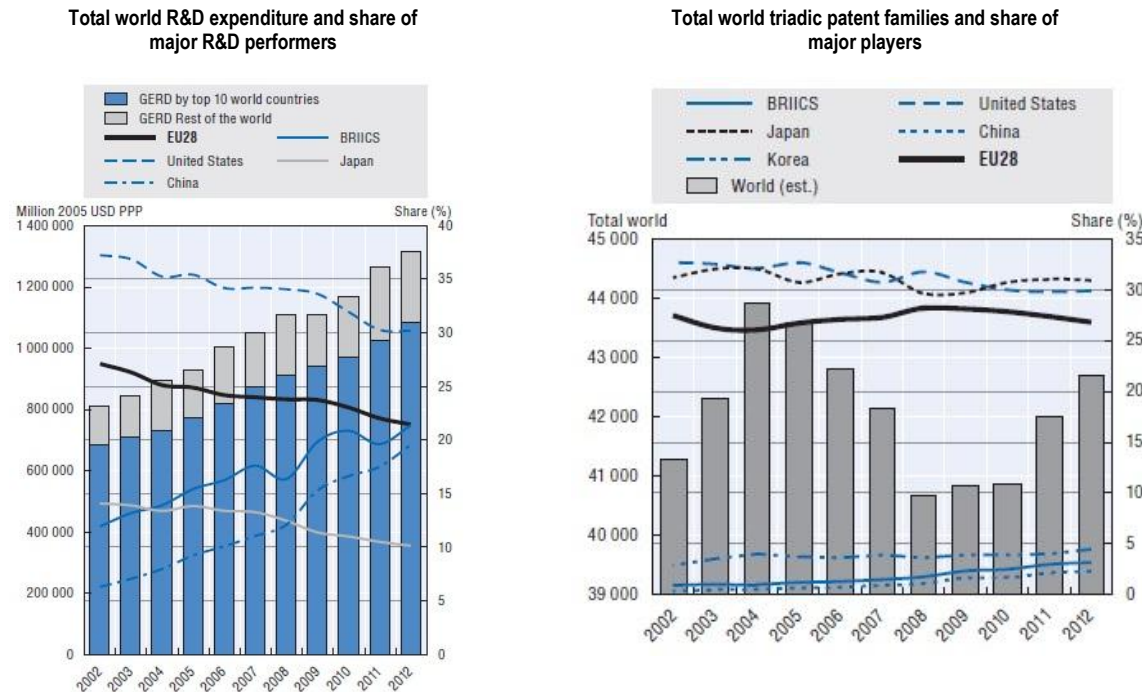 Total world R&D expenditure and share of
major R&D performers
GERD by top 10 world countries
GERD Rest of the world
EU28
BRIICS
United States
Japan
China
Million 2005 USD PPP
Share (%)
1 400 000
40
35
1 200 000
30
1 000 000
25
800 000
20
600 000
15
400 000
10
200 000
5
0
0
2002
2003
2004
2005
2006
2007
2008
2009
2010
2011
2012
Total world triadic patent families and share of
major players
BRIICS
United States
Japan
China
Korea
EU28
World (est.)
Total world
Share (%)
45 000
35
44 000
30
43 000
25
42 000
20
15
41 000
10
40 000
5
39 000
0
2002
2003
2004
2005
2006
2007
2008
2009
2010
2011
2012